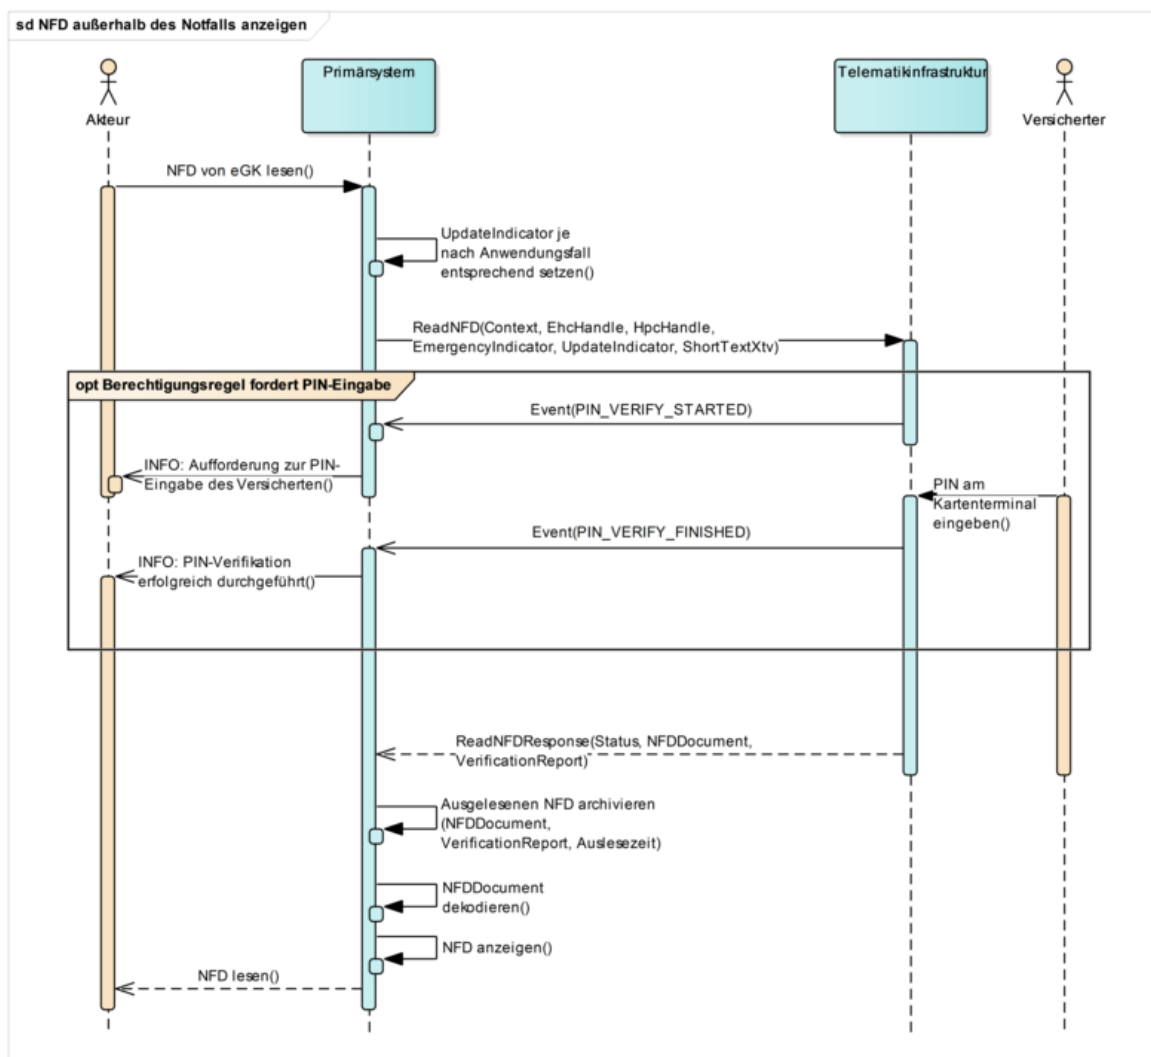 sd NFD außerhalb des Notfalls anzeigen
Akteur
Primärsystem
Telematikinfrastruktur
Versicherter
NFD von eGK lesen()
UpdateIndicator je
nach Anwendungsfall
entsprechend setzen()
ReadNFD(Context, EhcHandle, HpcHandle,
EmergencyIndicator, UpdateIndicator, ShortTextXtv)
opt Berechtigungsregel fordert PIN-Eingabe
Event(PIN_VERIFY_STARTED)
INFO: Aufforderung zur PIN-
Eingabe des Versicherten()
PIN am
Kartenterminal
eingeben()
Event(PIN_VERIFY_FINISHED)
INFO: PIN-Verifikation
erfolgreich durchgeführt()
ReadNFDResponse(Status, NFDDocument,
VerificationReport)
Ausgelesenen NFD archivieren
(NFDDocument,
VerificationReport, Auslesezeit)
NFDDocument
dekodieren()
NFD anzeigen()
NFD lesen()